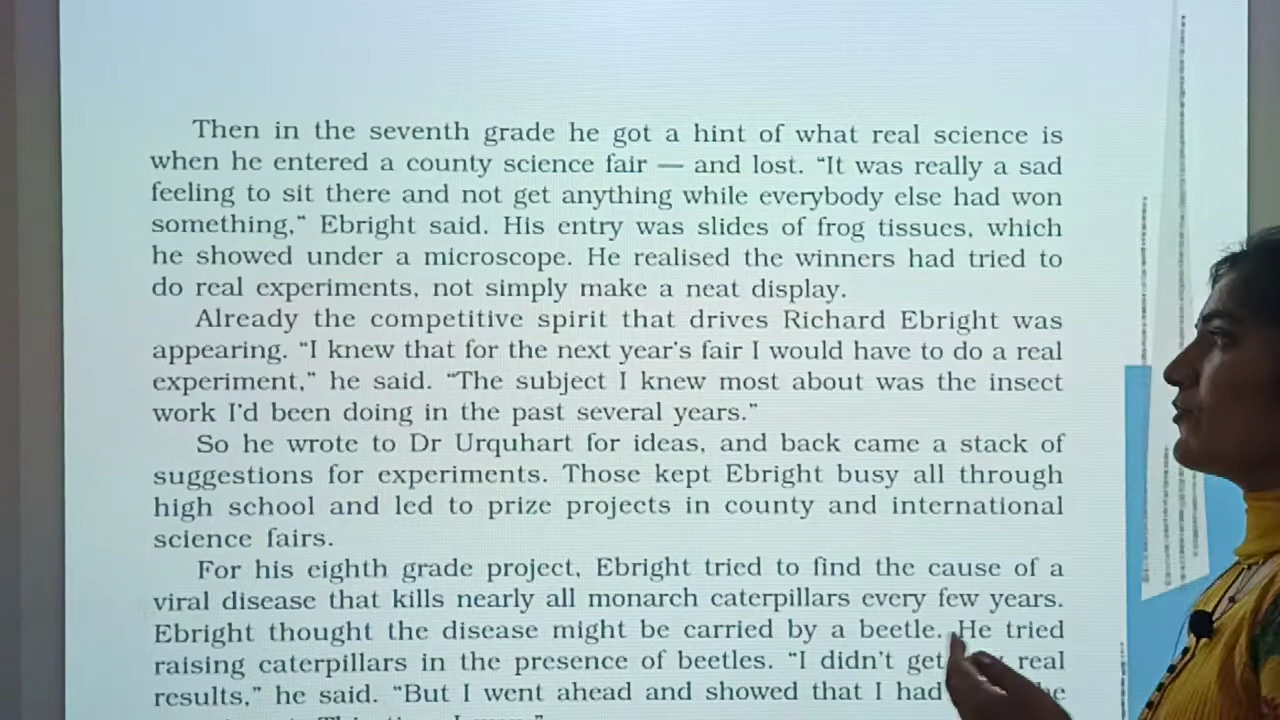 Then in the seventh grade he got a hint of what real science is
when he entered a county science fair — and lost. “It was really a sad
feeling to sit there and not get anything while everybody else had won
something,” Ebright said. His entry was slides of frog tissues, which
he showed under a microscope. He realised the winners had tried to
do real experiments, not simply make a neat display.
Already the competitive spirit that drives Richard Ebright was
appearing. “I knew that for the next year’s fair I would have to do a real
experiment,” he said. “The subject I knew most about was the insect
work I’d been doing in the past several years.”
So he wrote to Dr Urquhart for ideas, and back came a stack of
suggestions for experiments. Those kept Ebright busy all through
high school and led to prize projects in county and international
science fairs.
For his eighth grade project, Ebright tried to find the cause of a
viral disease that kills nearly all monarch caterpillars every few years.
Ebright thought the disease might be carried by a beetle. He tried
raising caterpillars in the presence of beetles. “I didn’t get real
results,” he said. “But I went ahead and showed that I had